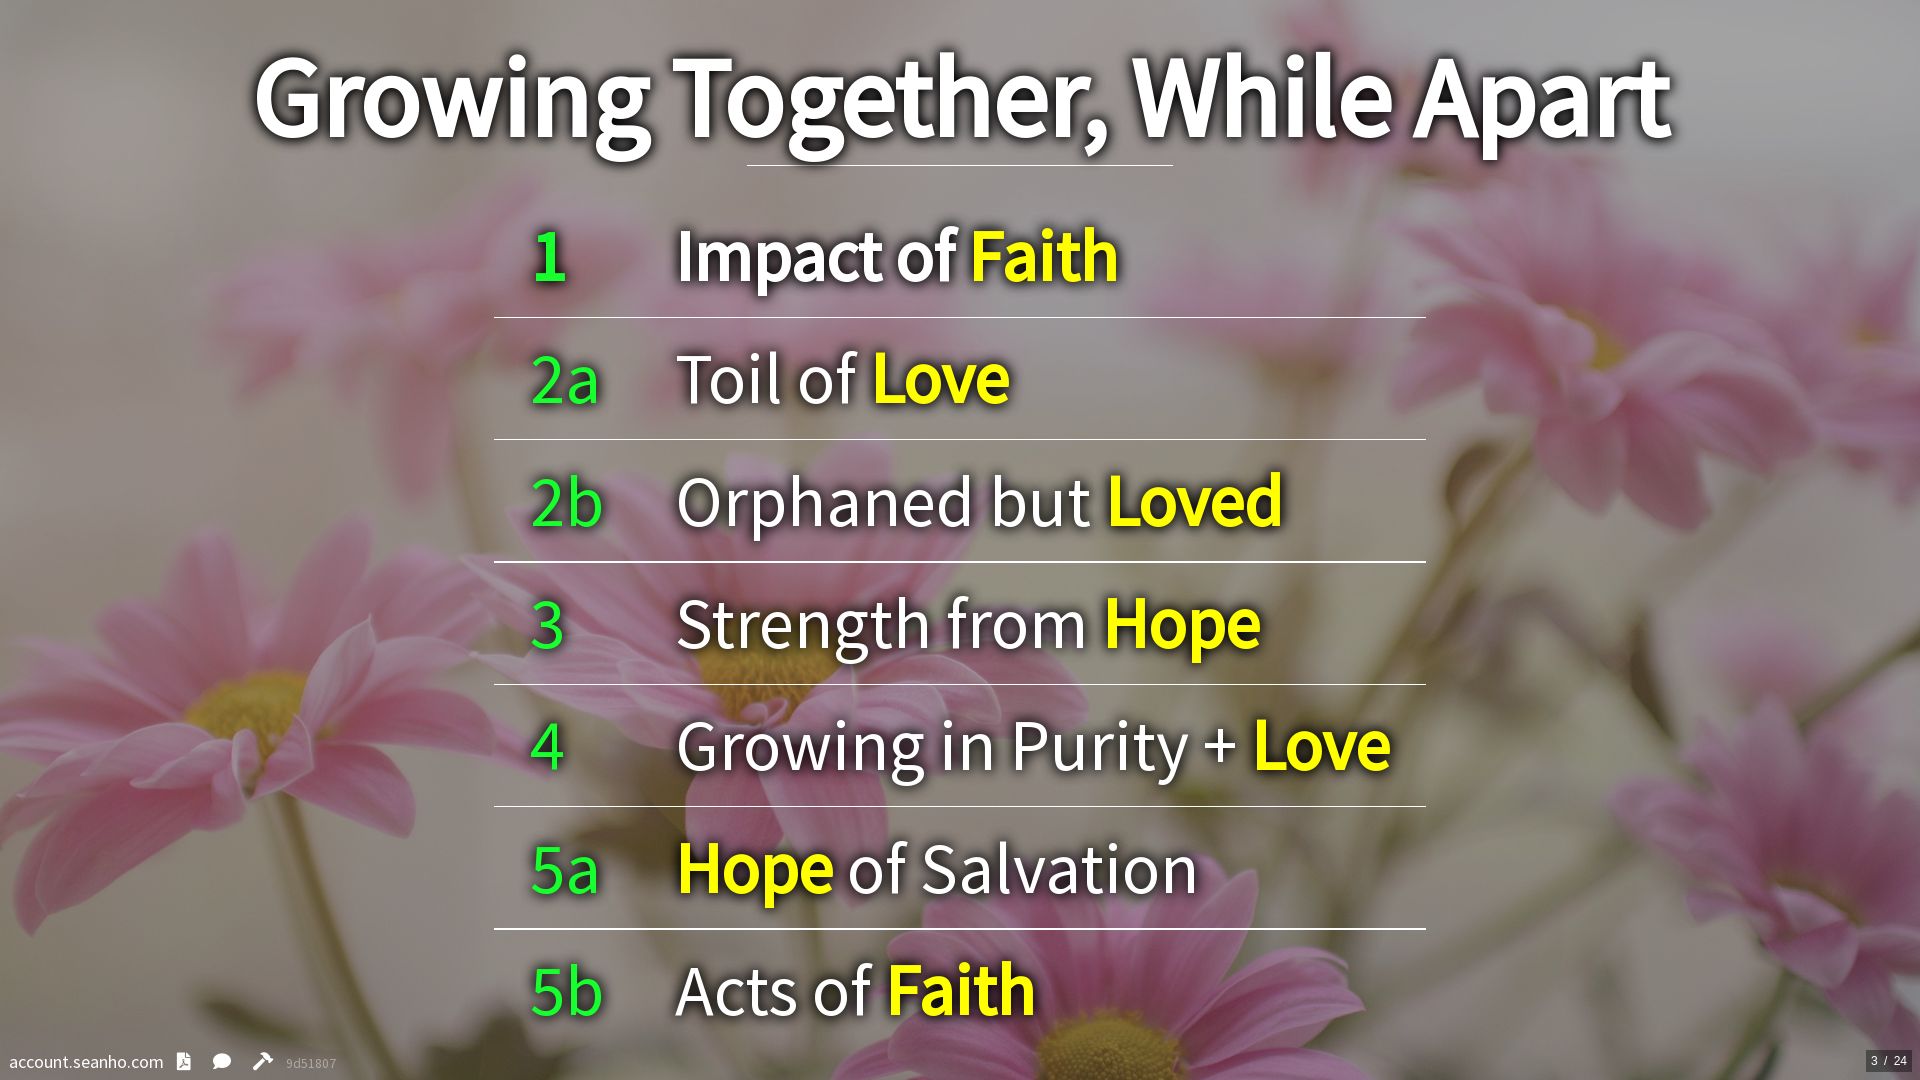 Growing Together, While Apart
1 Impact of Faith
2a Toil of Love
2b Orphaned but Loved
3 Strength from Hope
4 Growing in Purity + Love
5a Hope of Salvation
5b Acts of Faith
account.seanho.com 9d51807
3 / 24